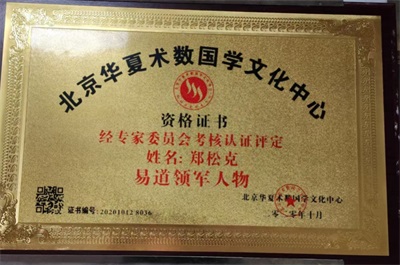 北京华夏术数国学文化中心
资格证书
经专家委员会考核认证评定
姓名:郑松克
易道领军人物
北京华夏术数国学文化中心
证书编号:20201012 8036
二〇二〇年十月